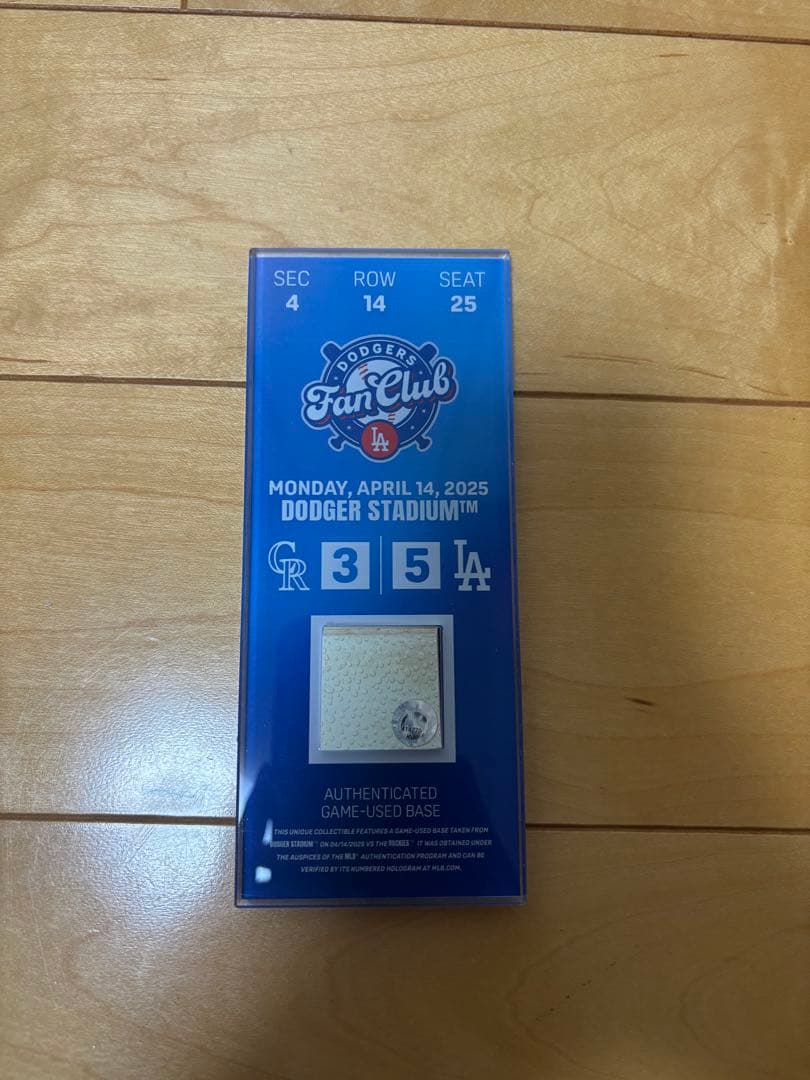 SEC ROW SEAT
4 14 25
DODGERS
Fan Club
LA
MONDAY, APRIL 14, 2025
DODGER STADIUM™
CR 3 5 LA
AUTHENTICATED
GAME-USED BASE
THIS UNIQUE COLLECTIBLE FEATURES A GAME-USED BASE TAKEN FROM
DODGER STADIUM™ ON 04/14/2025 VS THE ROCKIES™ IT WAS OBTAINED UNDER
THE AUSPICES OF THE MLB® AUTHENTICATION PROGRAM AND CAN BE
VERIFIED BY ITS NUMBERED HOLOGRAM AT MLB.COM.